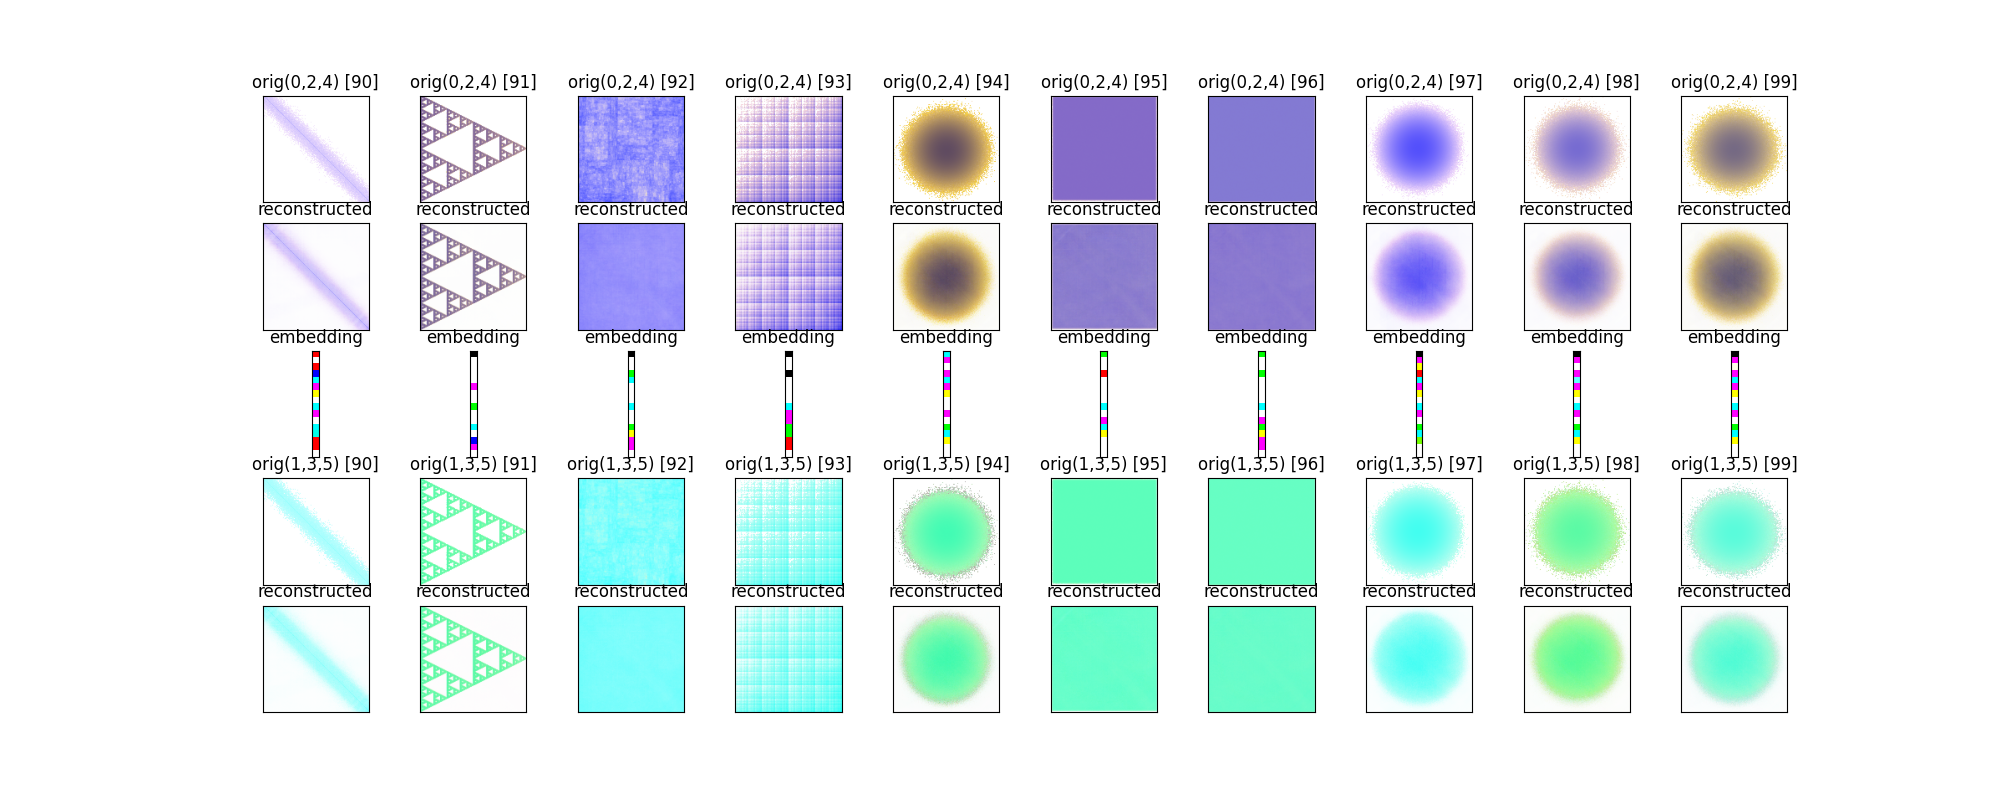 orig(0,2,4) [90] orig(0,2,4) [91] orig(0,2,4) [92] orig(0,2,4) [93] orig(0,2,4) [94] orig(0,2,4) [95] orig(0,2,4) [96] orig(0,2,4) [97] orig(0,2,4) [98] orig(0,2,4) [99]
reconstructed reconstructed reconstructed reconstructed reconstructed reconstructed reconstructed reconstructed reconstructed reconstructed
embedding embedding embedding embedding embedding embedding embedding embedding embedding embedding
orig(1,3,5) [90] orig(1,3,5) [91] orig(1,3,5) [92] orig(1,3,5) [93] orig(1,3,5) [94] orig(1,3,5) [95] orig(1,3,5) [96] orig(1,3,5) [97] orig(1,3,5) [98] orig(1,3,5) [99]
reconstructed reconstructed reconstructed reconstructed reconstructed reconstructed reconstructed reconstructed reconstructed reconstructed